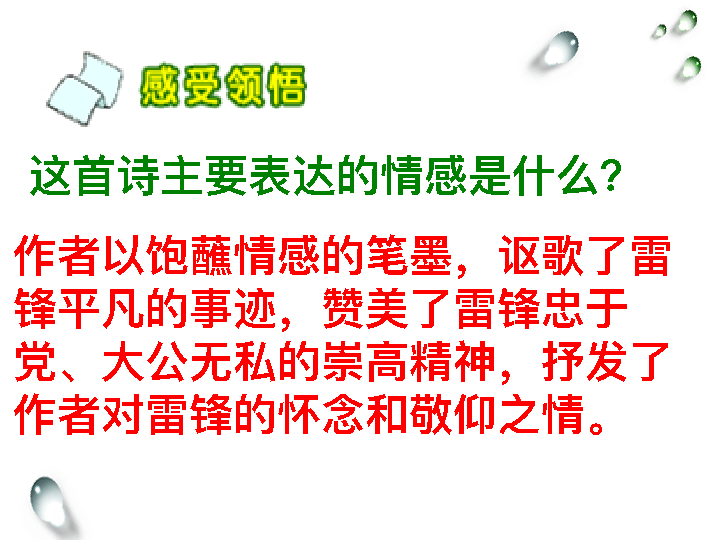 感受领悟
这首诗主要表达的情感是什么？
作者以饱蘸情感的笔墨，讴歌了雷
锋平凡的事迹，赞美了雷锋忠于
党、大公无私的崇高精神，抒发了
作者对雷锋的怀念和敬仰之情。